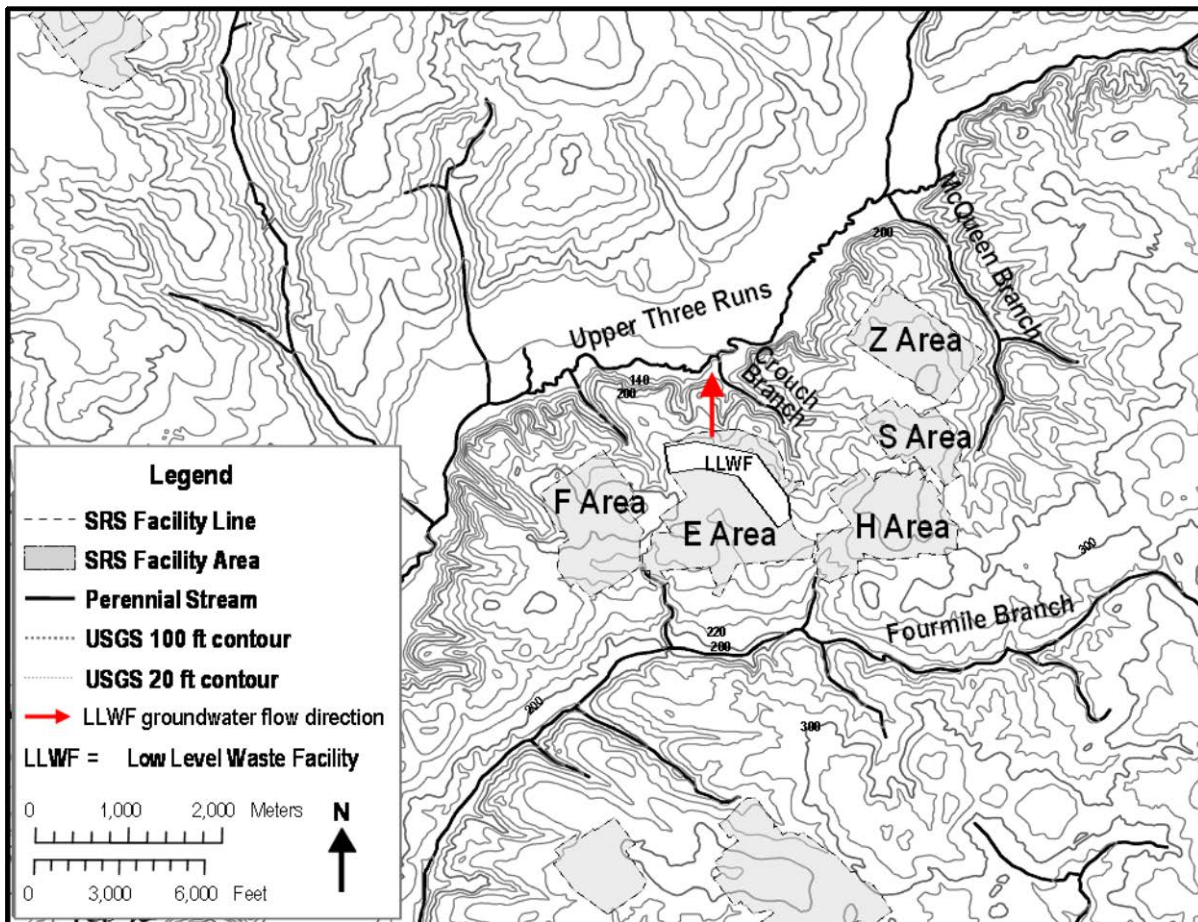 McQueen Branch
200
Upper Three Runs
Z Area
Crouch
Branch
140
200
S Area
LLWF
F Area
E Area
H Area
300
Fourmile Branch
220
200
200
300
Legend
SRS Facility Line
SRS Facility Area
Perennial Stream
USGS 100 ft contour
USGS 20 ft contour
LLWF groundwater flow direction
LLWF = Low Level Waste Facility
0 1,000 2,000 Meters
N
0 3,000 6,000 Feet